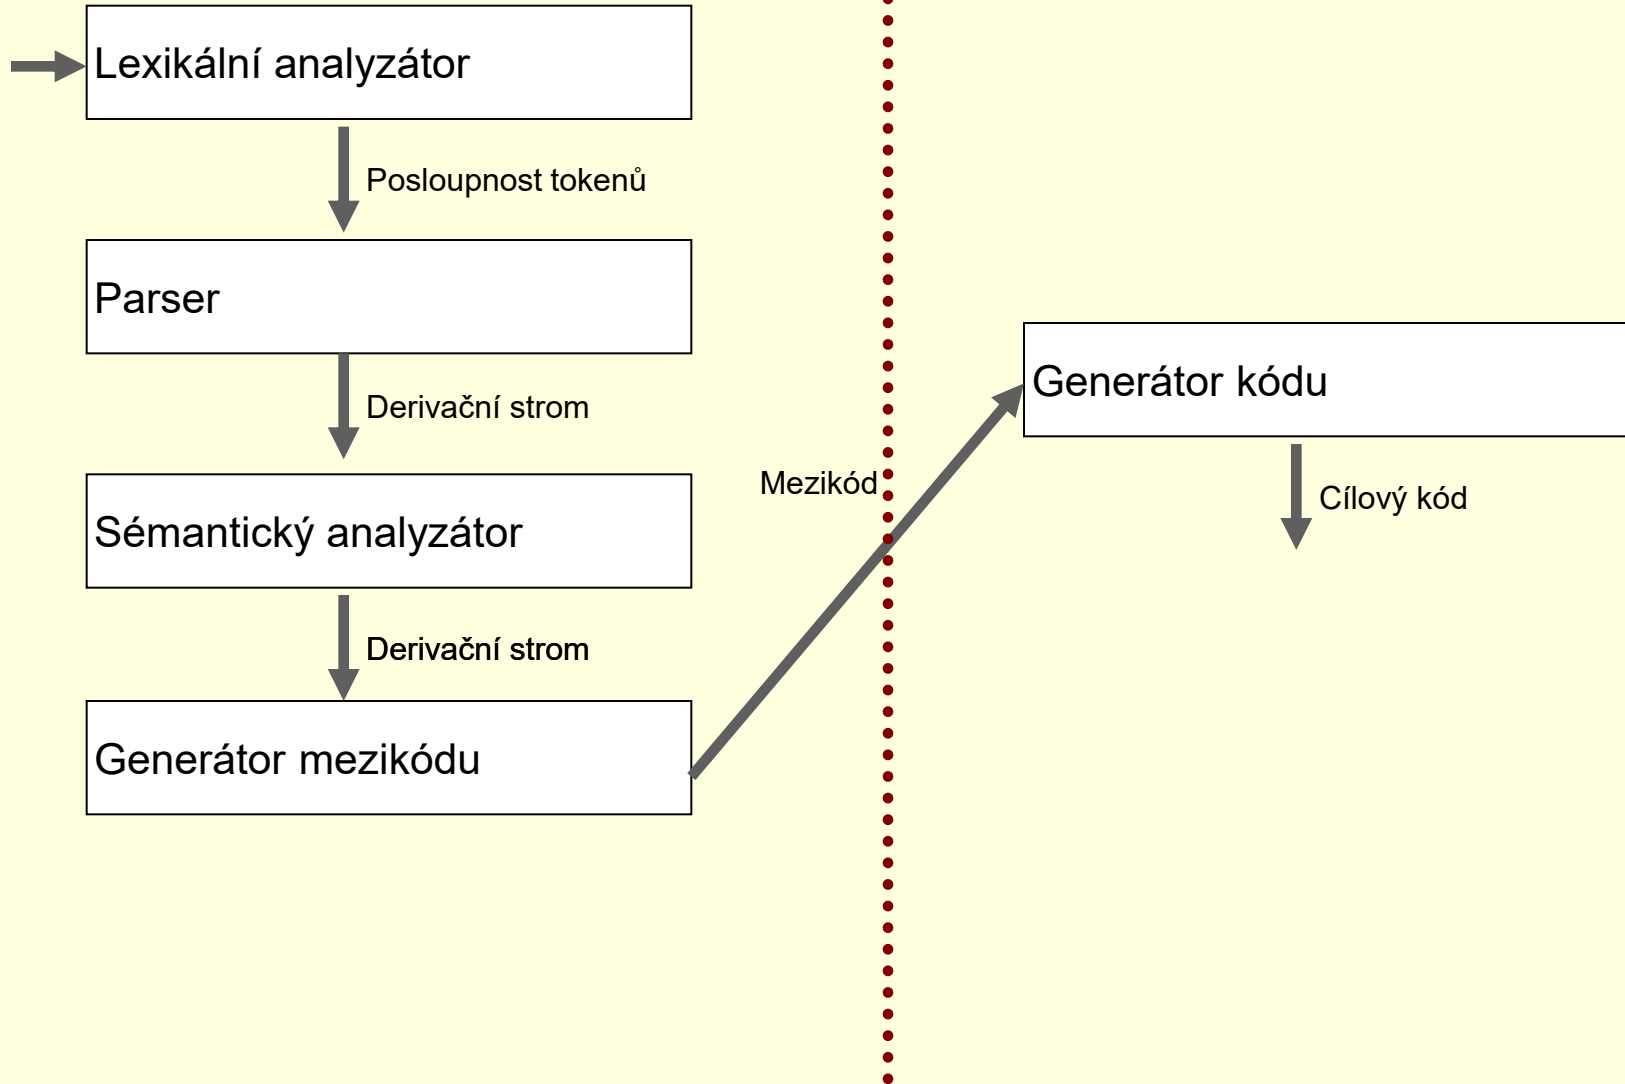 Lexikální analyzátor
Posloupnost tokenů
Parser
Derivační strom
Sémantický analyzátor
Derivační strom
Generátor mezikódu
Mezikód
Generátor kódu
Cílový kód